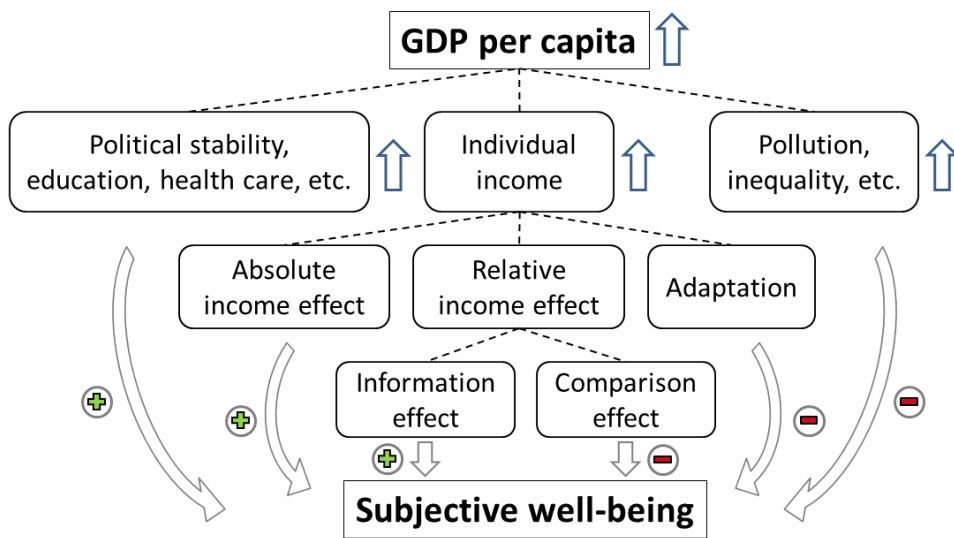 GDP per capita
Political stability,
education, health care, etc.
Individual
income
Pollution,
inequality, etc.
Absolute
income effect
Relative
income effect
Adaptation
Information
effect
Comparison
effect
Subjective well-being